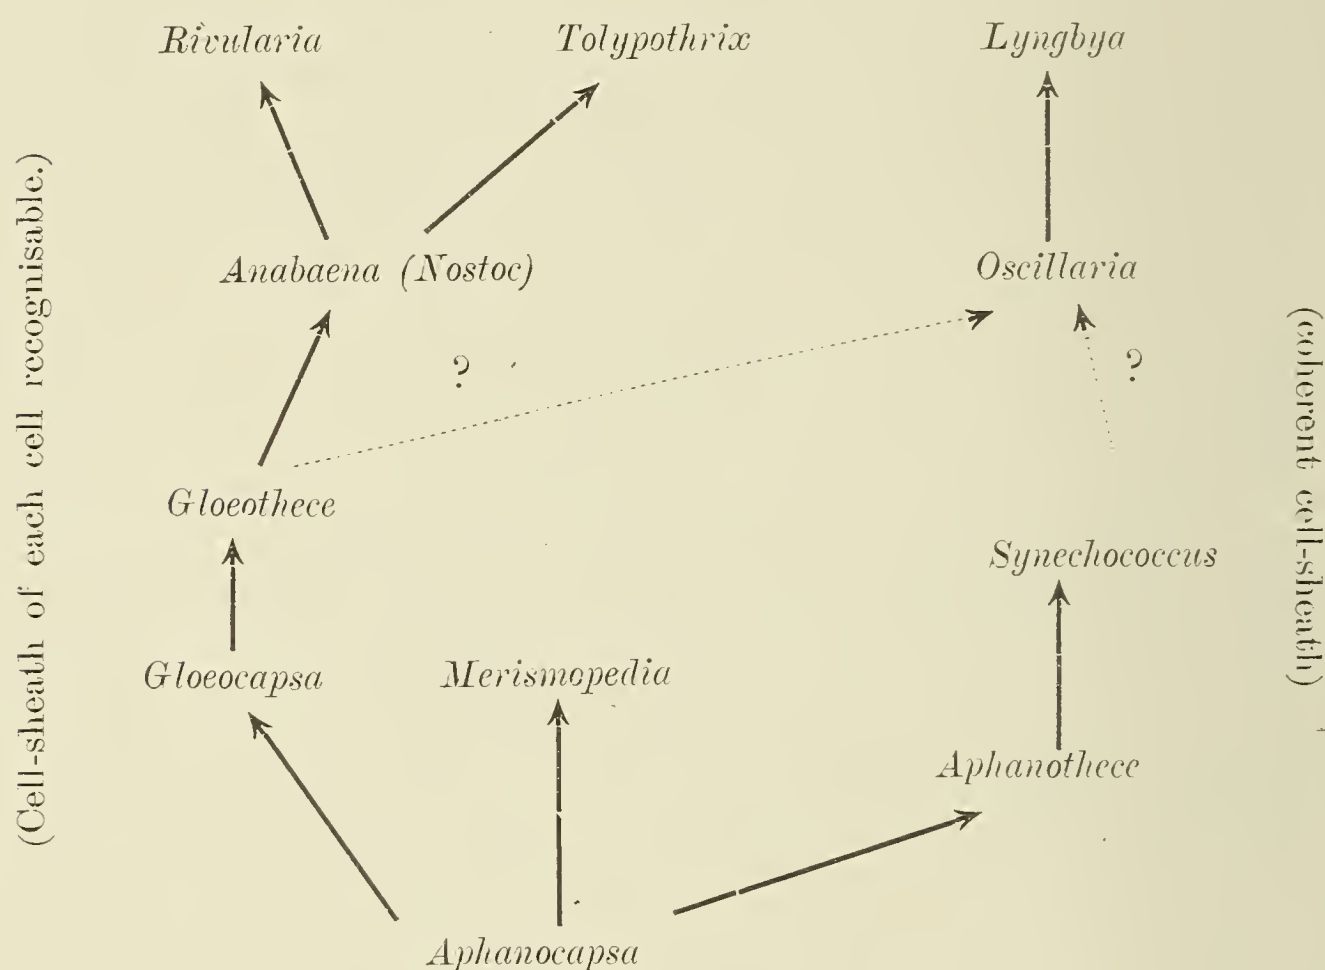 Rivularia Tolypothrix Lyngbya
Anabaena (Nostoc) Oscillaria
? ?
Gloeothece
Synechococcus
Gloeocapsa Merismopedia
Aphanothece
Aphanocapsa
(Cell-sheath of each cell recognisable.)
(coherent cell-sheath)